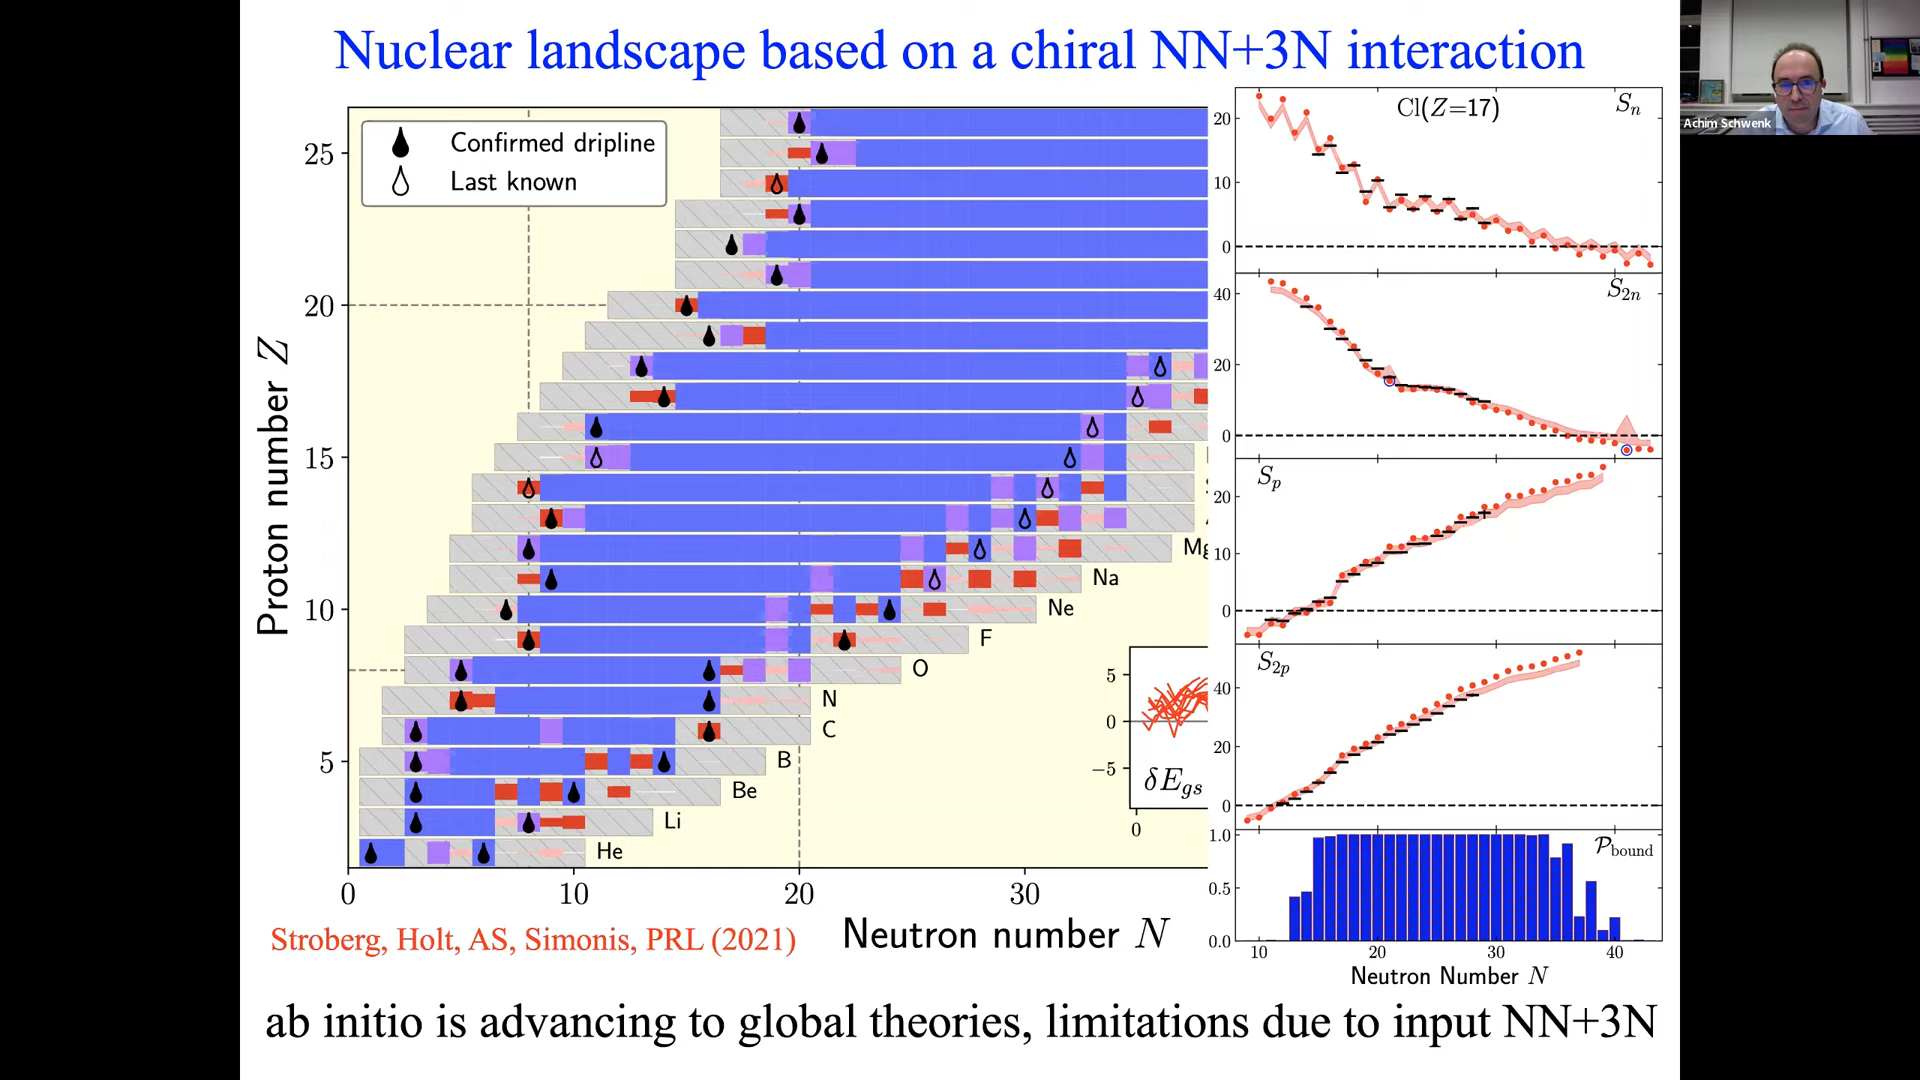 Nuclear landscape based on a chiral NN+3N interaction
Confirmed dripline
Last known
25
20
15
10
5
Proton number Z
Mg
Na
Ne
F
O
N
C
B
Be
Li
He
5
0
−5
δE_gs
0
0
10
20
30
Neutron number N
Stroberg, Holt, AS, Simonis, PRL (2021)
Cl(Z=17)
S_n
20
10
0
S_2n
40
20
0
S_p
20
10
0
S_2p
40
20
0
P_bound
1.0
0.5
0.0
10
20
30
40
Neutron Number N
ab initio is advancing to global theories, limitations due to input NN+3N
Achim Schwenk